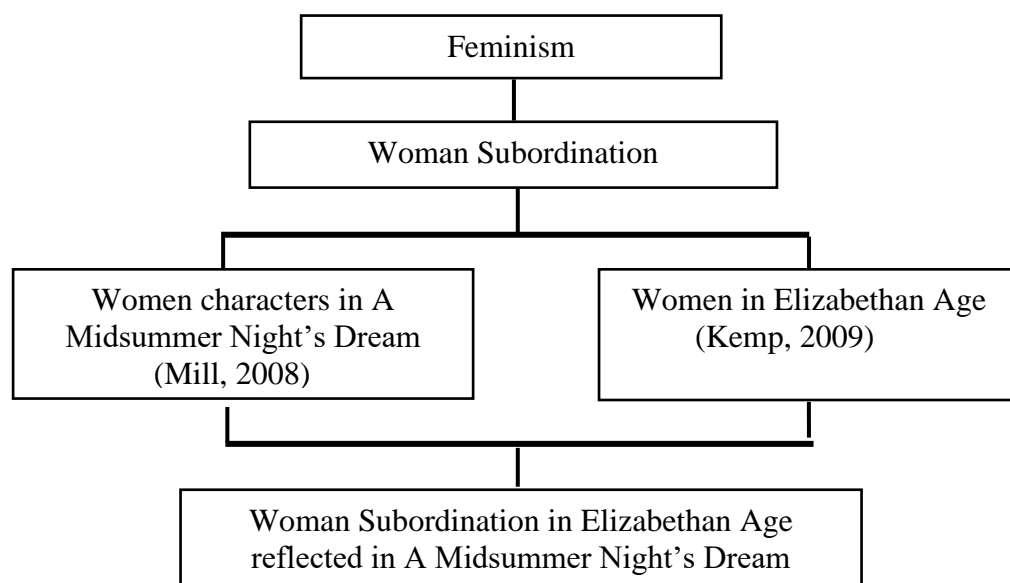 Feminism
Woman Subordination
Women characters in A
Midsummer Night’s Dream
(Mill, 2008)
Women in Elizabethan Age
(Kemp, 2009)
Woman Subordination in Elizabethan Age
reflected in A Midsummer Night’s Dream